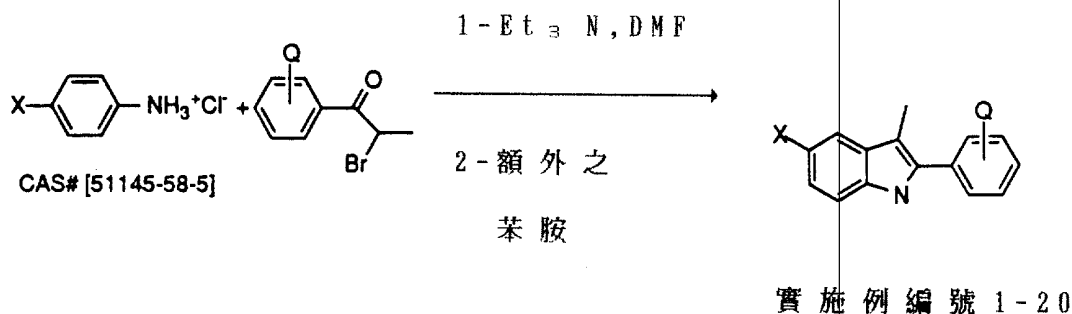 1-Et₃ N,DMF
Q
O
X
NH₃⁺Cl⁻ +
Br
CAS# [51145-58-5]
2-額外之
苯胺
X
Q
N
實施例編號 1-20